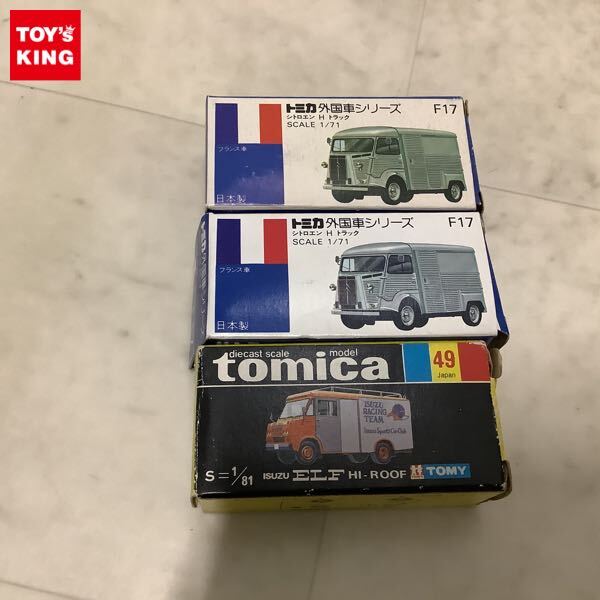 TOY'S
KING
トミカ外国車シリーズ F17
シトロエン H トラック
SCALE 1/71
フランス車
日本製
トミカ外国車シリーズ F17
シトロエン H トラック
SCALE 1/71
フランス車
日本製
diecast scale model
tomica
49
Japan
ISUZU
RACING
TEAM
Isuzu Sports Car Club
S=1/81 ISUZU ELF HI-ROOF TOMY